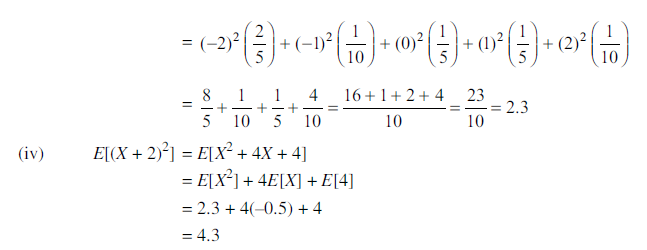 = (–2)² (2/5) + (–1)² (1/10) + (0)² (1/5) + (1)² (1/5) + (2)² (1/10)
= 8/5 + 1/10 + 1/5 + 4/10 = 16 + 1 + 2 + 4/10 = 23/10 = 2.3
(iv) E[(X + 2)²] = E[X² + 4X + 4]
= E[X²] + 4E[X] + E[4]
= 2.3 + 4(–0.5) + 4
= 4.3